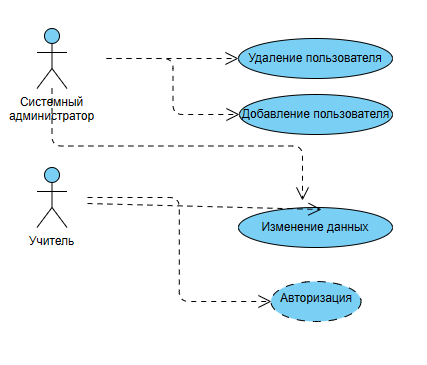 Удаление пользователя
Системный
администратор
Добавление пользователя
Учитель
Изменение данных
Авторизация